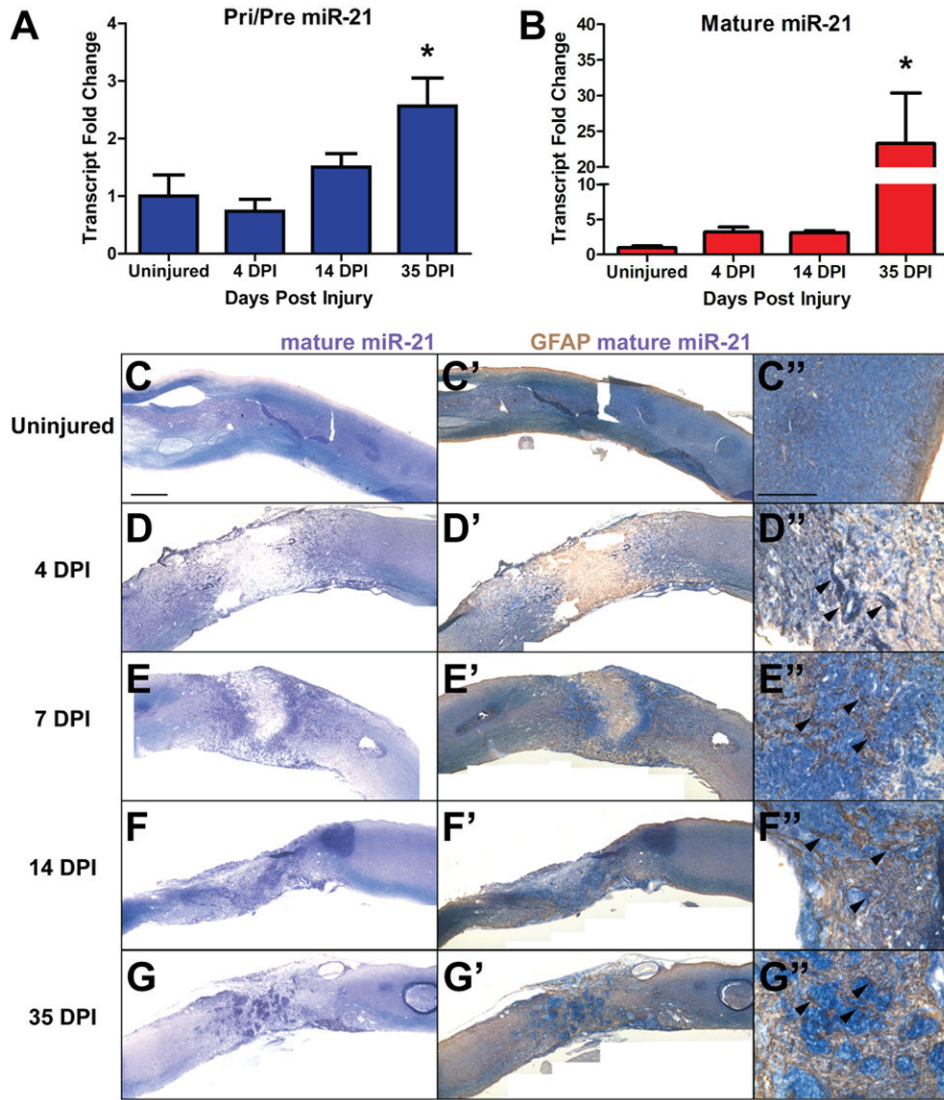 A
Pri/Pre miR-21
Transcript Fold Change
4
3
2
1
0
*
Uninjured
4 DPI
14 DPI
35 DPI
Days Post Injury
B
Mature miR-21
Transcript Fold Change
40
35
30
25
20
10
5
0
*
Uninjured
4 DPI
14 DPI
35 DPI
Days Post Injury
mature miR-21
GFAP mature miR-21
Uninjured
C
C'
C"
4 DPI
D
D'
D"
7 DPI
E
E'
E"
14 DPI
F
F'
F"
35 DPI
G
G'
G"